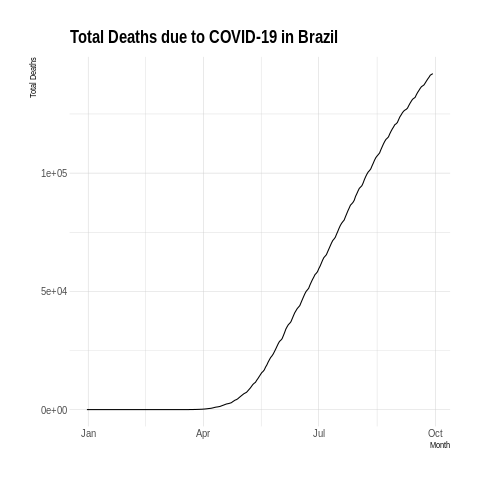 Total Deaths due to COVID-19 in Brazil
Total Deaths
1e+05
5e+04
0e+00
Jan Apr Jul Oct
Month